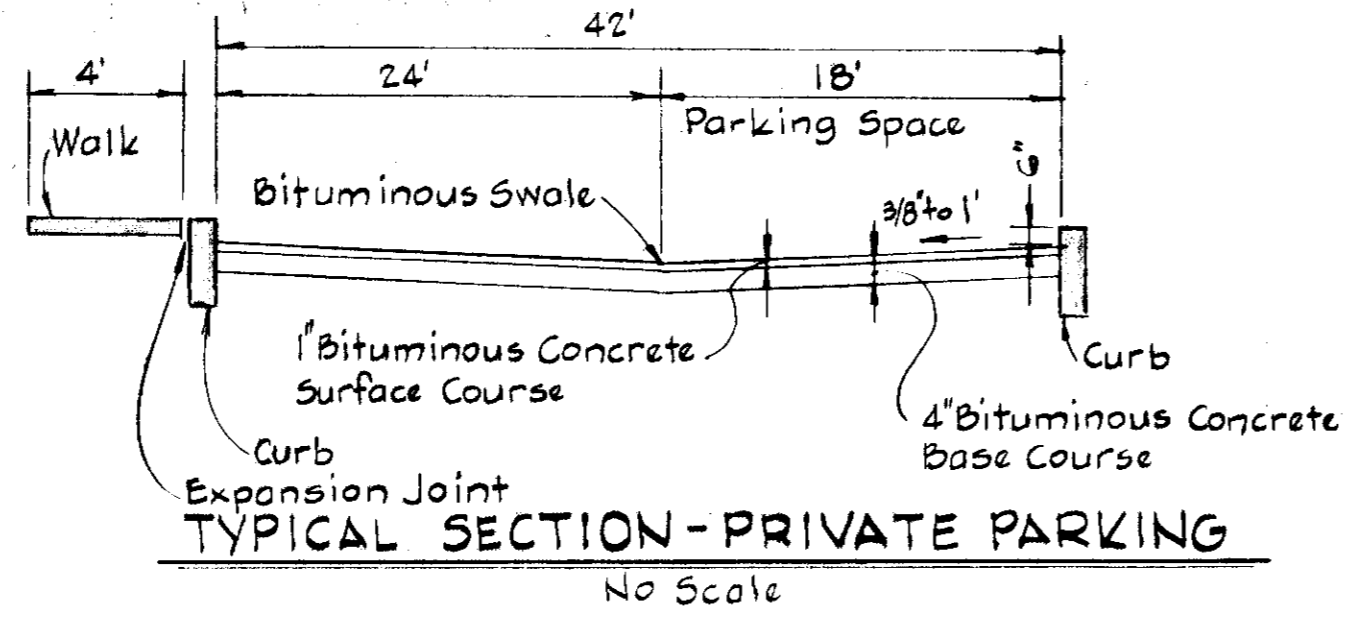 42'
4'
24'
18'
Parking Space
Walk
6"
Bituminous Swale
3/8" to 1'
1" Bituminous Concrete
Surface Course
Curb
4" Bituminous Concrete
Base Course
Curb
Expansion Joint
TYPICAL SECTION - PRIVATE PARKING
No Scale